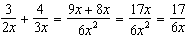 3/(2x) + 4/(3x) = (9x + 8x)/(6x²) = 17x/(6x²) = 17/(6x)